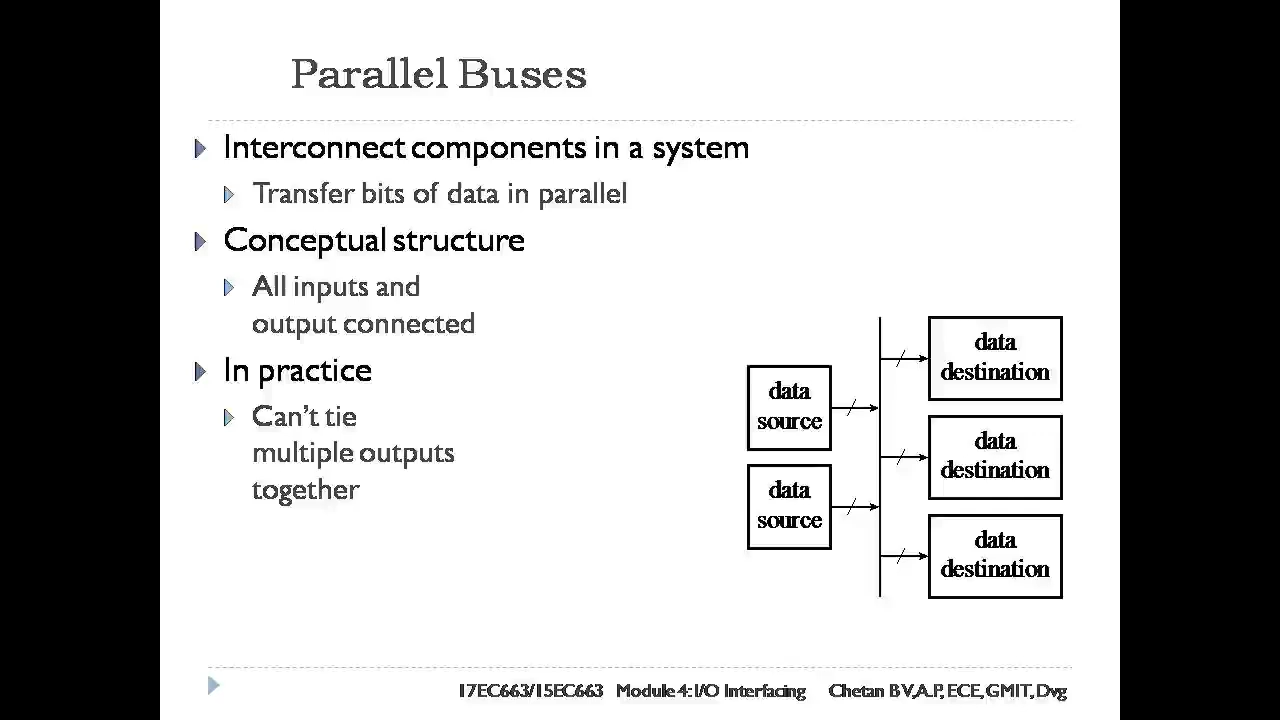 Parallel Buses
Interconnect components in a system
Transfer bits of data in parallel
Conceptual structure
All inputs and
output connected
In practice
Can't tie
multiple outputs
together
data
source
data
source
data
destination
data
destination
data
destination
17EC663/15EC663 Module 4: I/O Interfacing Chetan B V, A.P, ECE, GMIT, Dvg